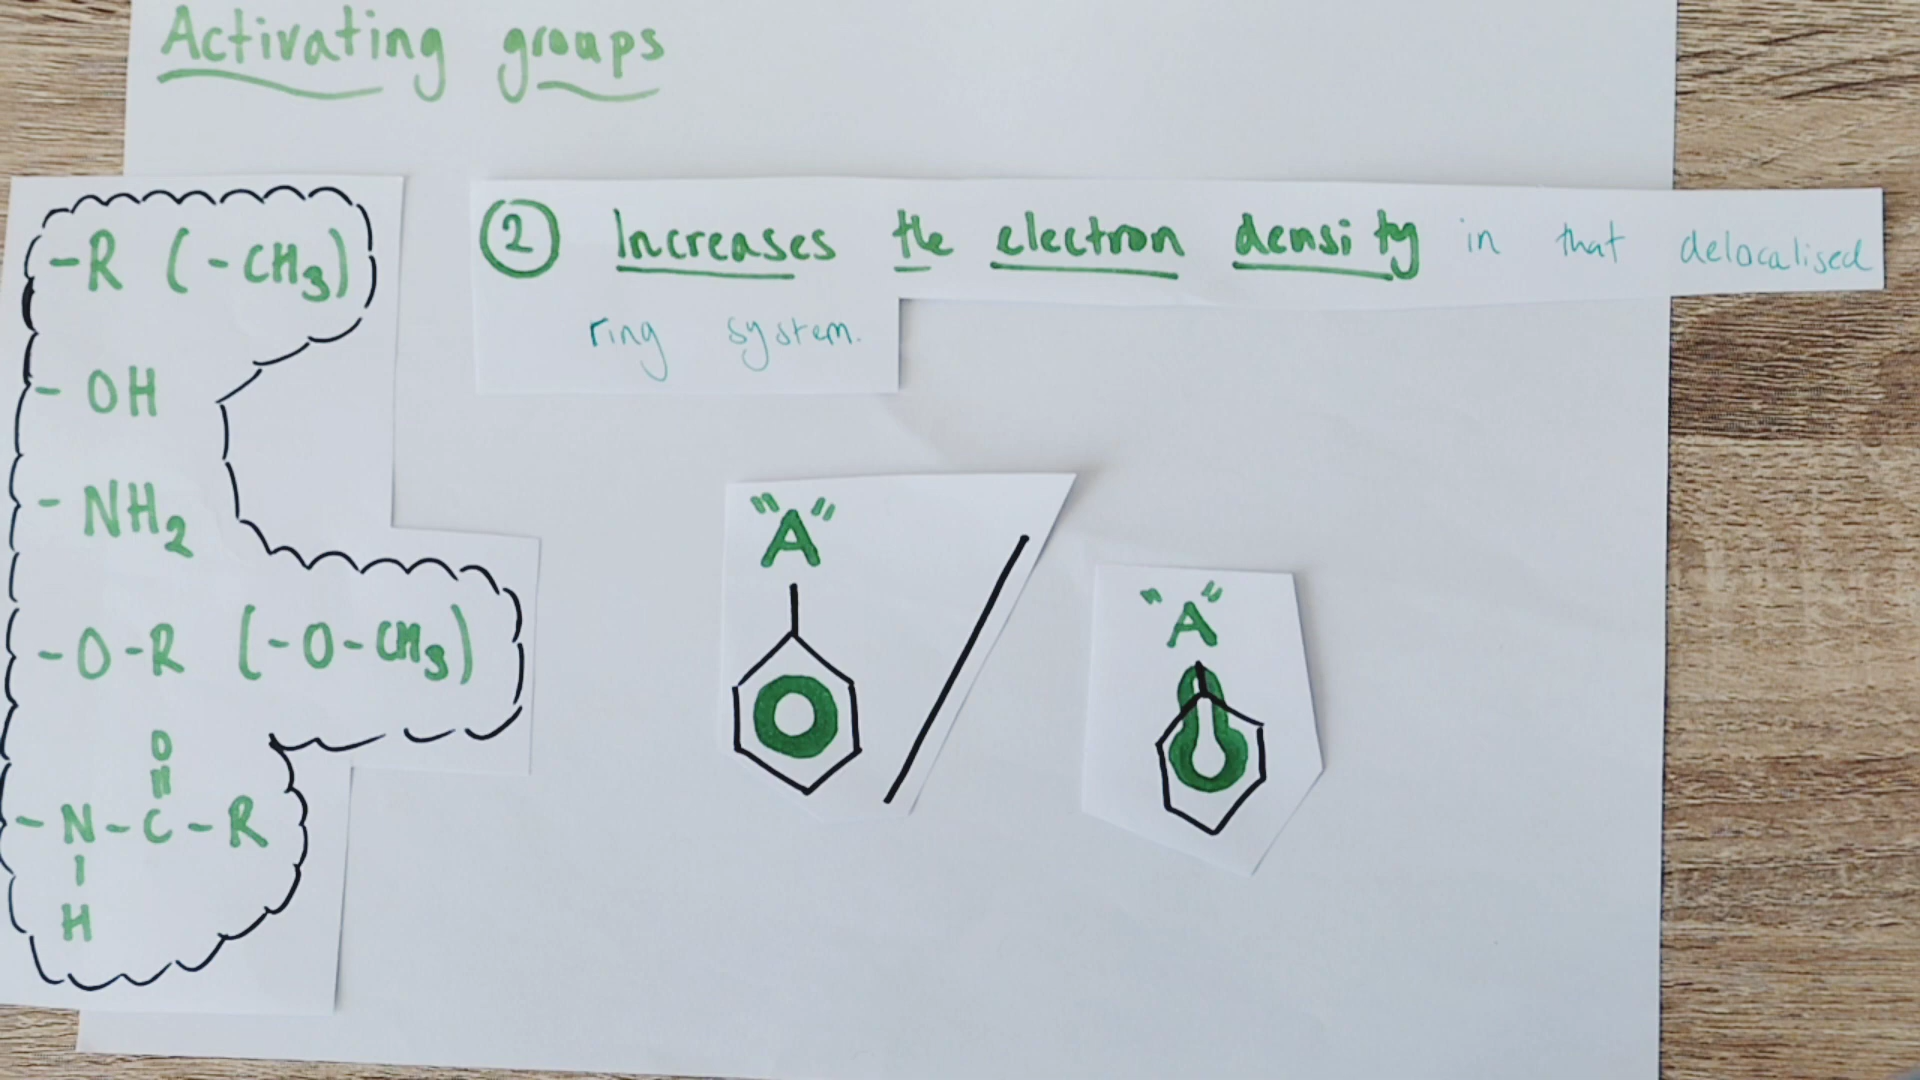 Activating groups
-R (-CH3)
- OH
- NH2
- O - R (- O - CH3)
O
||
- N - C - R
|
H
② Increases the electron density in that delocalised
ring system.
"A"
"A"